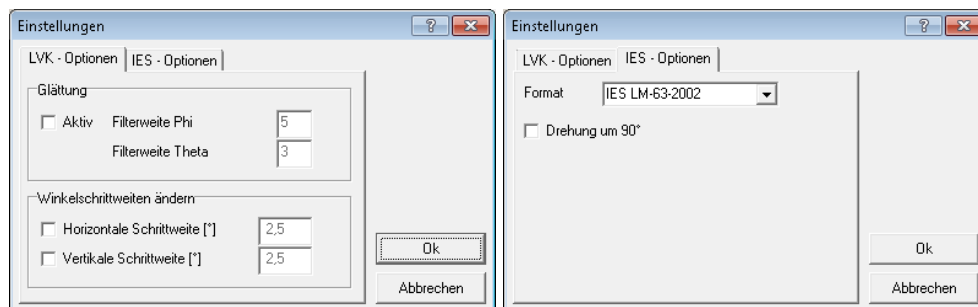 Einstellungen
LVK - Optionen
IES - Optionen
Glättung
Aktiv
Filterweite Phi
5
Filterweite Theta
3
Winkelschrittweiten ändern
Horizontale Schrittweite [°]
2,5
Vertikale Schrittweite [°]
2,5
Ok
Abbrechen
Einstellungen
LVK - Optionen
IES - Optionen
Format
IES LM-63-2002
Drehung um 90°
Ok
Abbrechen